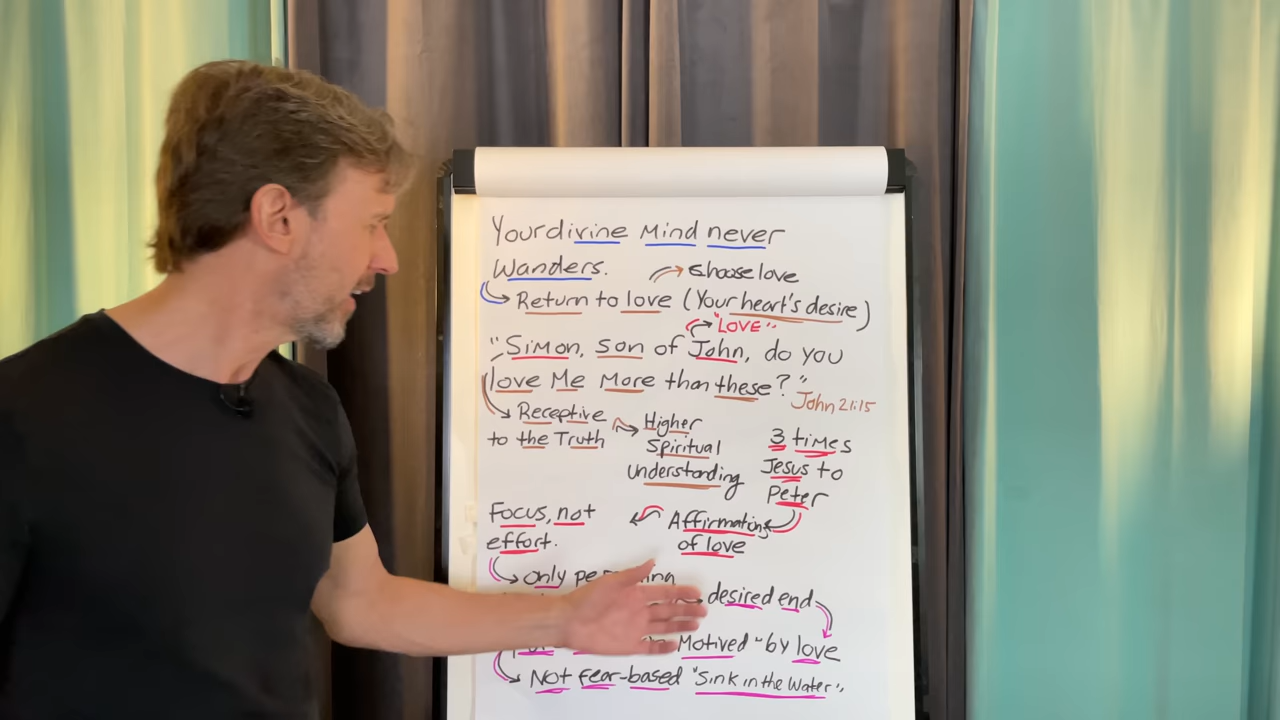 Your divine Mind never
Wanders.
Choose love
Return to love (Your heart's desire)
"LOVE"
"Simon, son of John, do you
love Me More than these?"
John 21:15
Receptive
to the Truth
Higher
Spiritual
Understanding
3 times
Jesus to
Peter
Affirmating
of love
Focus, not
effort.
Only
desired end
Motived "by love
Not fear-based "Sink in the Water".